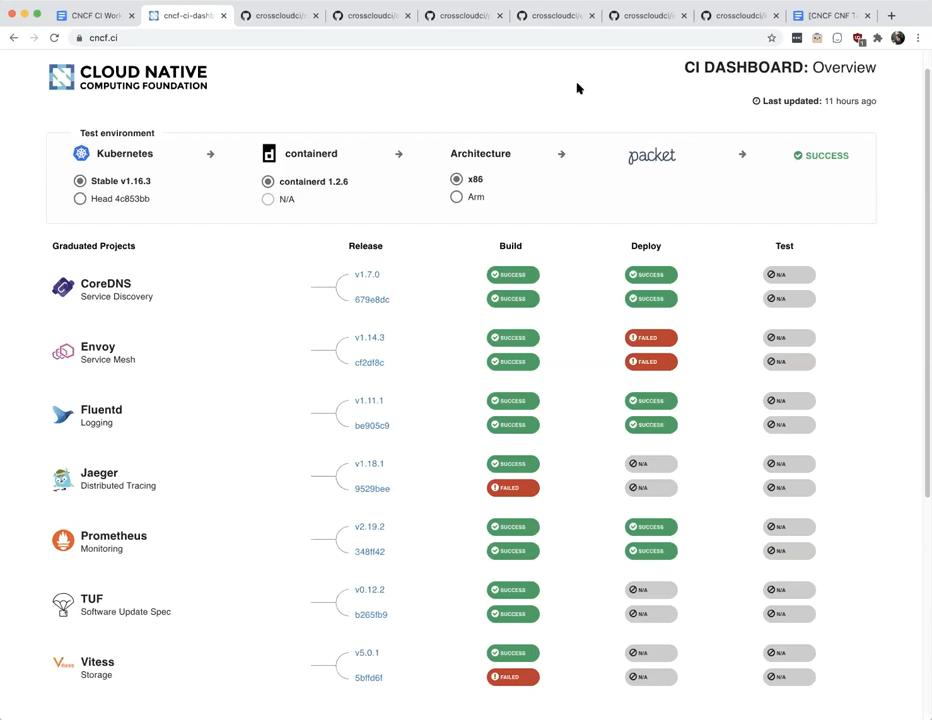 CNCF CI Work
cncf-ci-dashb
crosscloudci/
crosscloudci/
crosscloudci/
crosscloudci/
crosscloudci/
crosscloudci/
[CNCF CNF T
cncf.ci
CLOUD NATIVE
COMPUTING FOUNDATION
CI DASHBOARD: Overview
Last updated: 11 hours ago
Test environment
Kubernetes
containerd
Architecture
packet
SUCCESS
Stable v1.16.3
containerd 1.2.6
x86
Head 4c853bb
N/A
Arm
Graduated Projects Release Build Deploy Test
CoreDNS
Service Discovery
v1.7.0 SUCCESS SUCCESS N/A
679e8dc SUCCESS SUCCESS N/A
Envoy
Service Mesh
v1.14.3 SUCCESS FAILED N/A
cf2df8c SUCCESS FAILED N/A
Fluentd
Logging
v1.11.1 SUCCESS SUCCESS N/A
be905c9 SUCCESS SUCCESS N/A
Jaeger
Distributed Tracing
v1.18.1 SUCCESS N/A N/A
9529bee FAILED N/A N/A
Prometheus
Monitoring
v2.19.2 SUCCESS SUCCESS N/A
348ff42 SUCCESS SUCCESS N/A
TUF
Software Update Spec
v0.12.2 SUCCESS N/A N/A
b265fb9 SUCCESS N/A N/A
Vitess
Vitess
Storage
v5.0.1 SUCCESS N/A N/A
5bffd6f FAILED N/A N/A